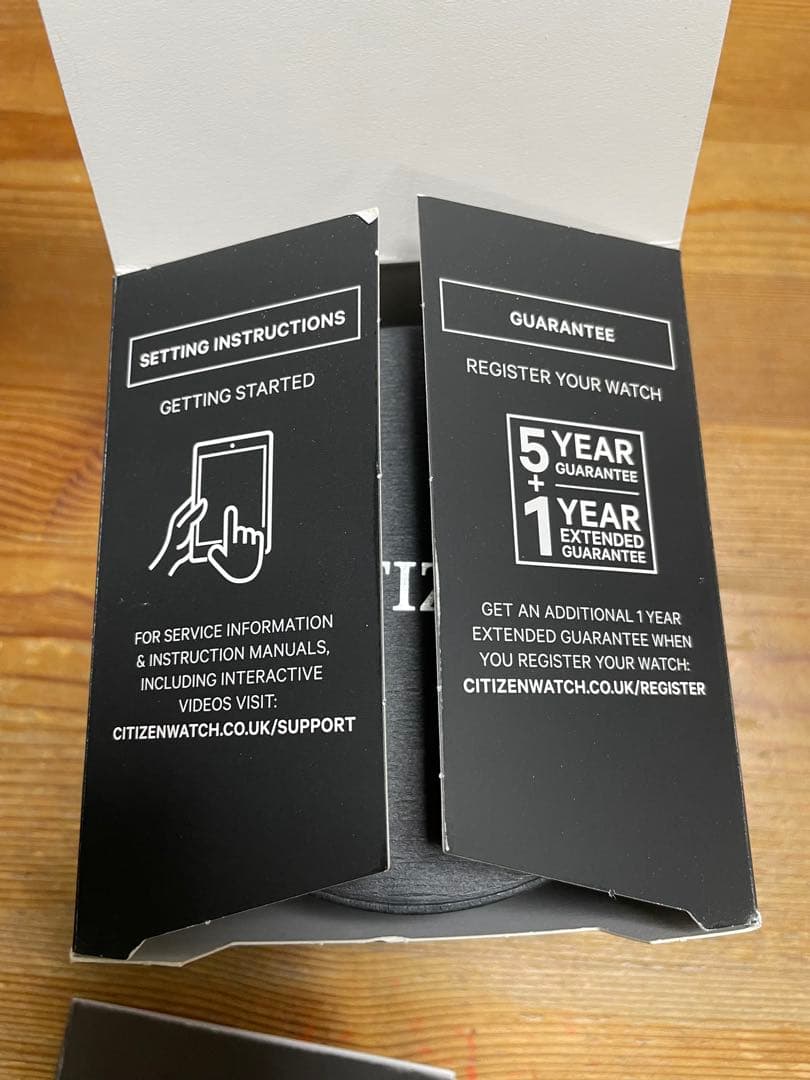 SETTING INSTRUCTIONS
GETTING STARTED
FOR SERVICE INFORMATION
& INSTRUCTION MANUALS,
INCLUDING INTERACTIVE
VIDEOS VISIT:
CITIZENWATCH.CO.UK/SUPPORT
TIZ
GUARANTEE
REGISTER YOUR WATCH
5 YEAR
GUARANTEE
+
1 YEAR
EXTENDED
GUARANTEE
GET AN ADDITIONAL 1 YEAR
EXTENDED GUARANTEE WHEN
YOU REGISTER YOUR WATCH:
CITIZENWATCH.CO.UK/REGISTER